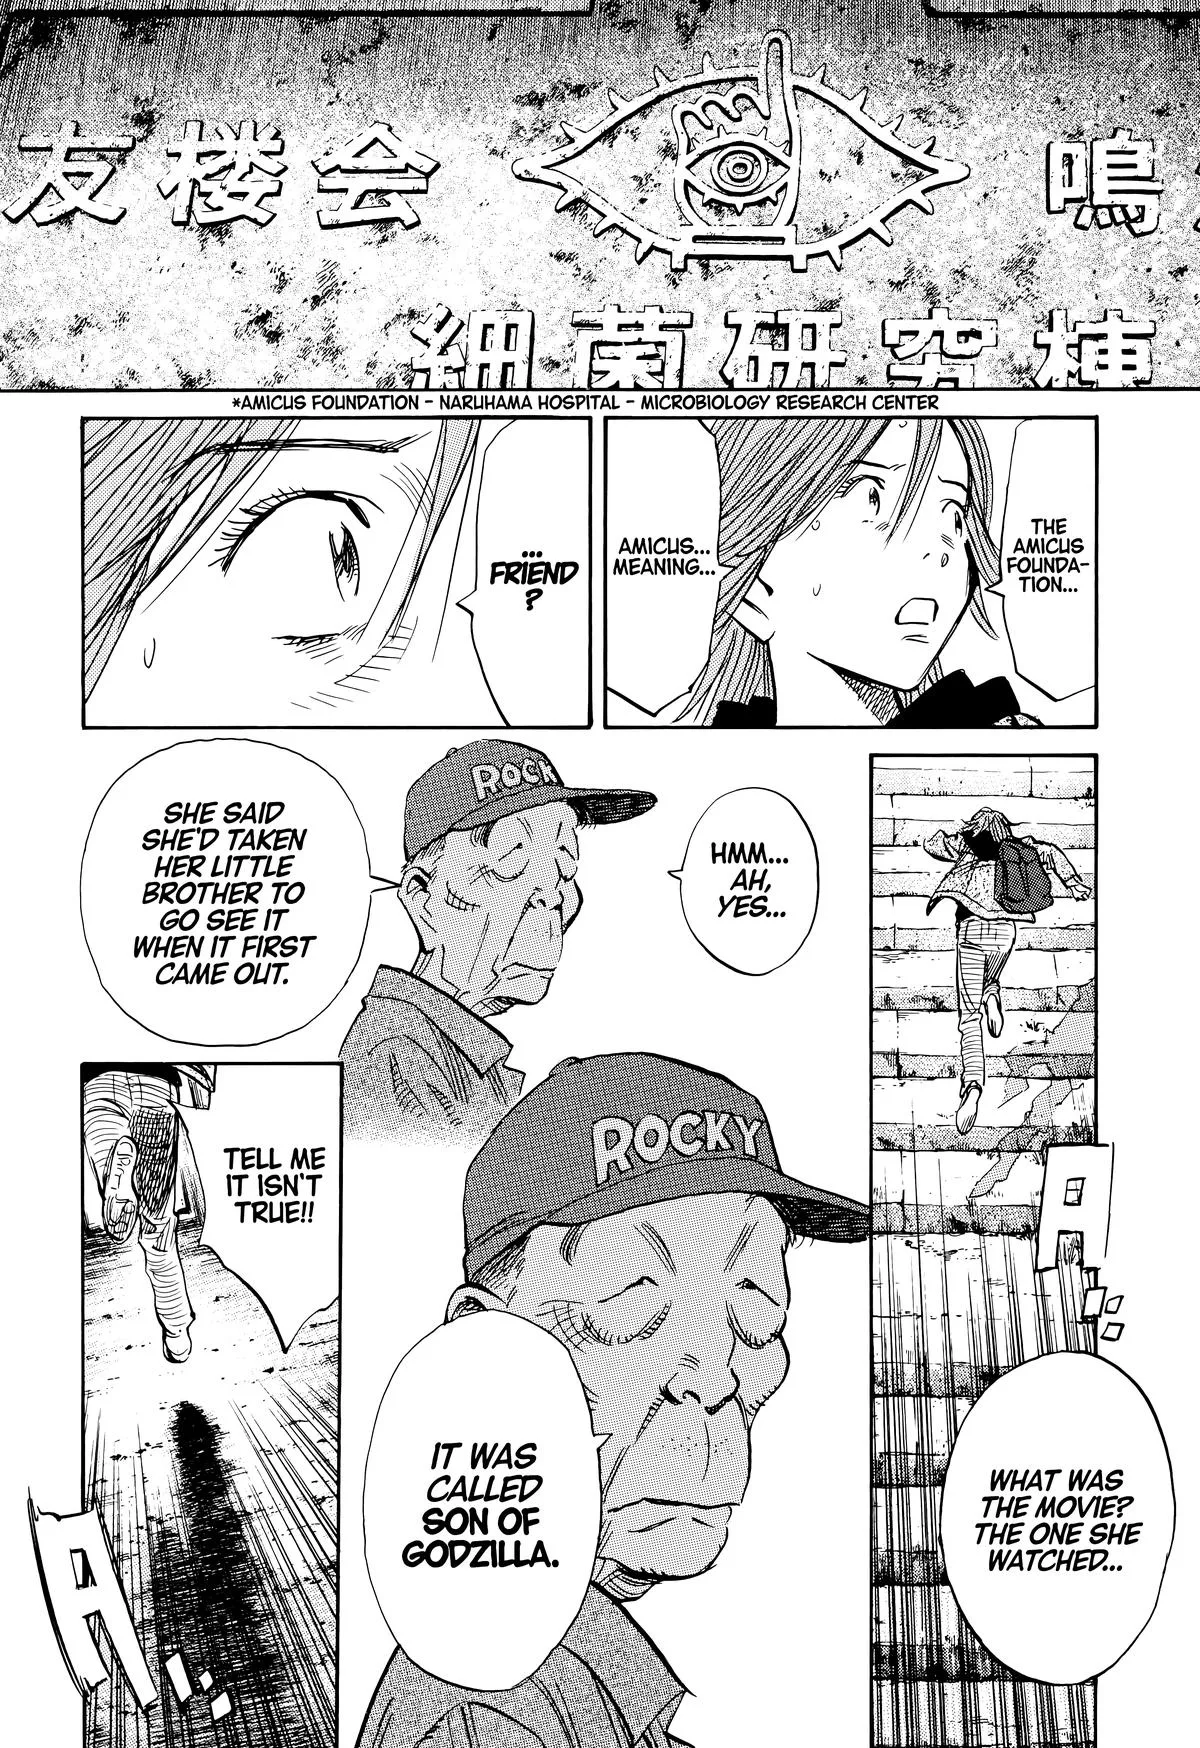 友楼会 鳴
細菌研究棟
*AMICUS FOUNDATION - NARUHAMA HOSPITAL - MICROBIOLOGY RESEARCH CENTER
THE
AMICUS
FOUNDA-
TION...
AMICUS...
MEANING...
...
FRIEND
?
WHAT WAS
THE MOVIE?
THE ONE SHE
WATCHED...
HMM...
AH,
YES...
ROCK
SHE SAID
SHE'D TAKEN
HER LITTLE
BROTHER TO
GO SEE IT
WHEN IT FIRST
CAME OUT.
ROCKY
IT WAS
CALLED
SON OF
GODZILLA.
TELL ME
IT ISN'T
TRUE!!